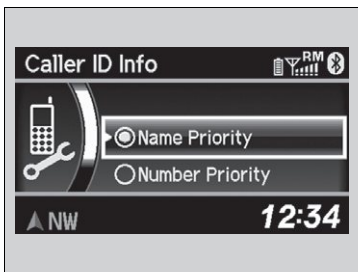 Caller ID Info
RM
Name Priority
Number Priority
NW
12:34